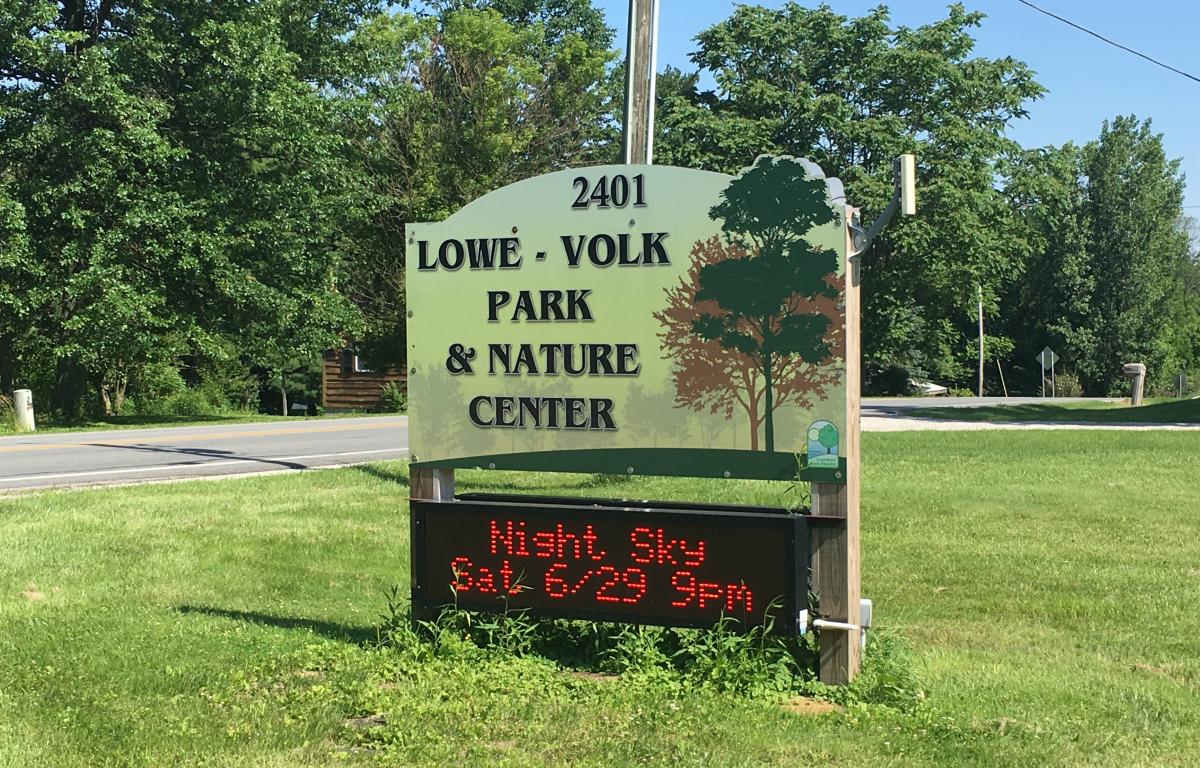 2401
LOWE - VOLK
PARK
& NATURE
CENTER
Night Sky
Sat 6/29 9pm